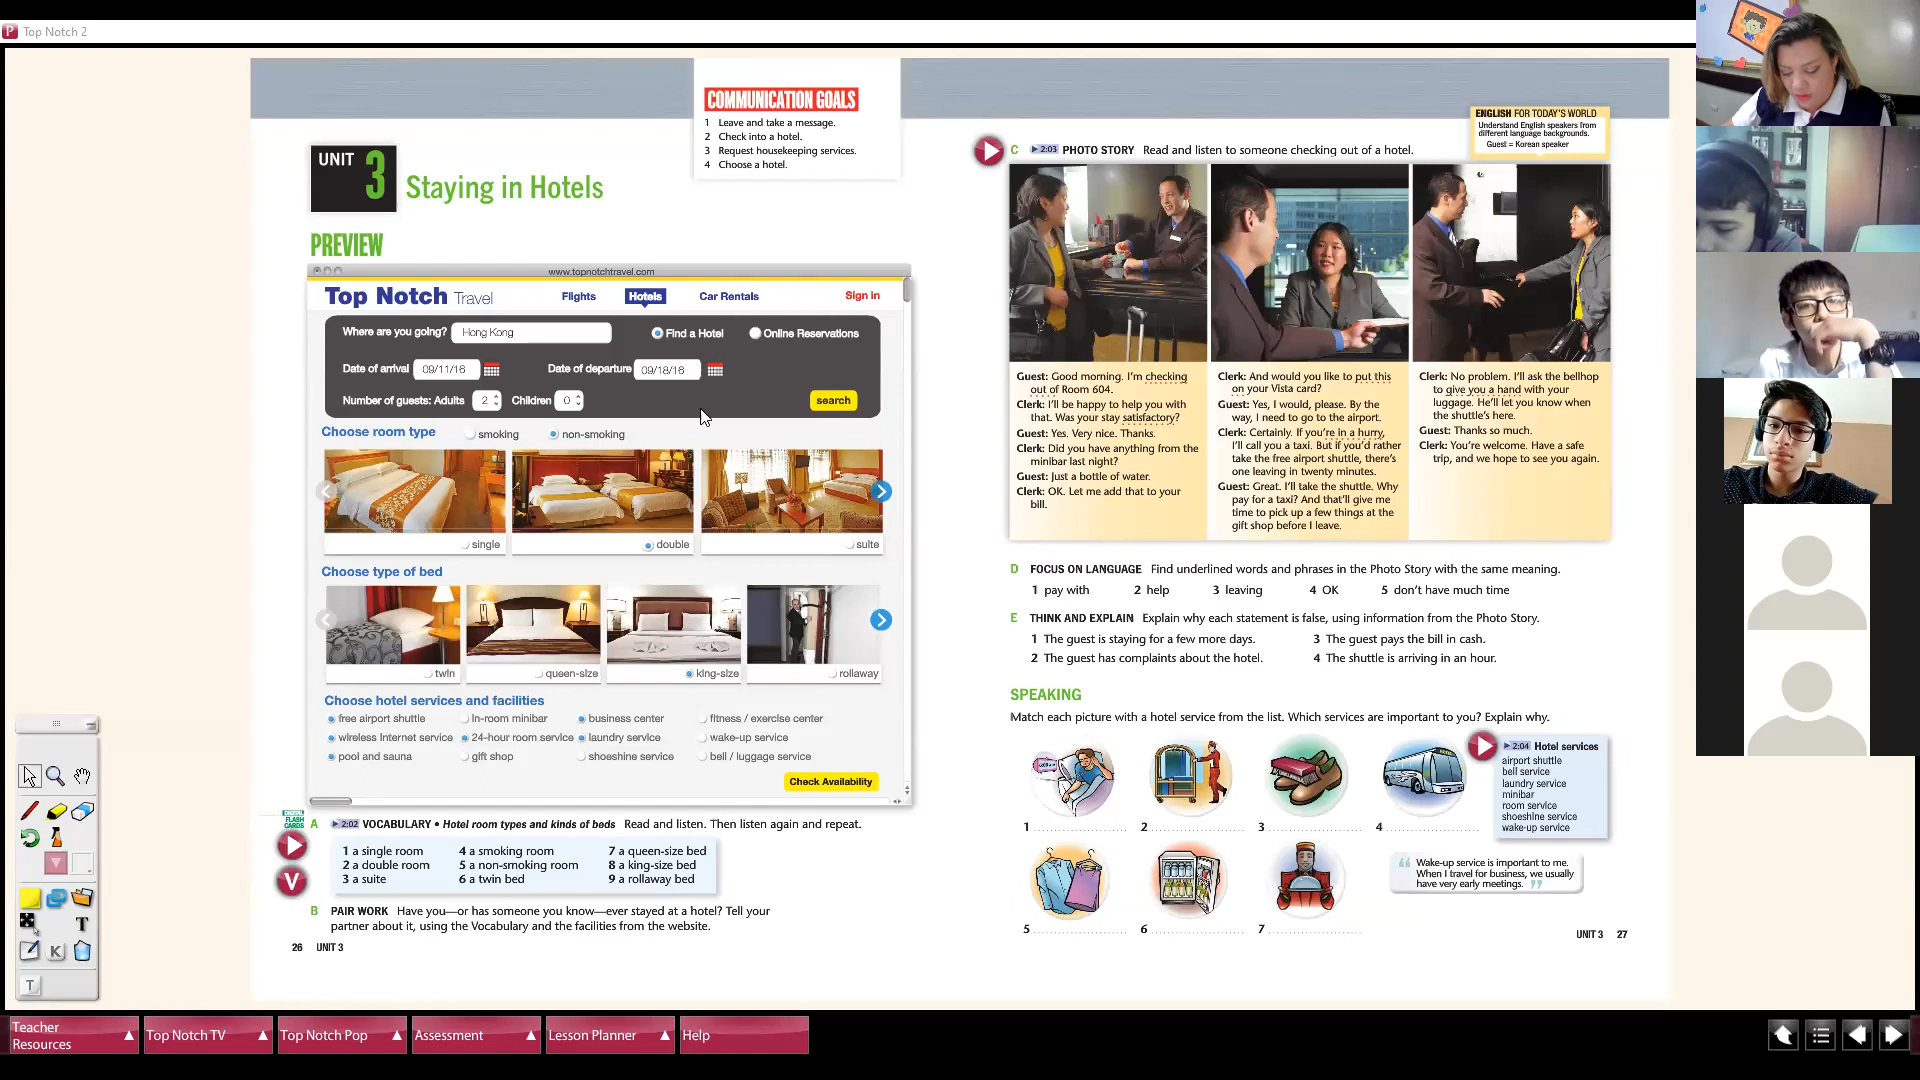 Top Notch 2
COMMUNICATION GOALS
1 Leave and take a message.
2 Check into a hotel.
3 Request housekeeping services.
4 Choose a hotel.
UNIT 3
Staying in Hotels
PREVIEW
www.topnotchtravel.com
Top Notch Travel
Flights Hotels Car Rentals Sign in
Where are you going? Hong Kong Find a Hotel Online Reservations
Date of arrival 09/11/16 Date of departure 09/18/16
Number of guests: Adults 2 Children 0 search
Choose room type smoking non-smoking
single double suite
Choose type of bed
twin queen-size king-size rollaway
Choose hotel services and facilities
free airport shuttle in-room minibar business center fitness / exercise center
wireless Internet service 24-hour room service laundry service wake-up service
pool and sauna gift shop shoeshine service bell / luggage service
Check Availability
DIGITAL
FLASH
CARDS
A 2:02 VOCABULARY • Hotel room types and kinds of beds Read and listen. Then listen again and repeat.
V
1 a single room 4 a smoking room 7 a queen-size bed
2 a double room 5 a non-smoking room 8 a king-size bed
3 a suite 6 a twin bed 9 a rollaway bed
B PAIR WORK Have you—or has someone you know—ever stayed at a hotel? Tell your
partner about it, using the Vocabulary and the facilities from the website.
26 UNIT 3
ENGLISH FOR TODAY'S WORLD
Understand English speakers from
different language backgrounds.
Guest = Korean speaker
C 2:03 PHOTO STORY Read and listen to someone checking out of a hotel.
Guest: Good morning. I'm checking
out of Room 604.
Clerk: I'll be happy to help you with
that. Was your stay satisfactory?
Guest: Yes. Very nice. Thanks.
Clerk: Did you have anything from the
minibar last night?
Guest: Just a bottle of water.
Clerk: OK. Let me add that to your
bill.
Clerk: And would you like to put this
on your Vista card?
Guest: Yes, I would, please. By the
way, I need to go to the airport.
Clerk: Certainly. If you're in a hurry,
I'll call you a taxi. But if you'd rather
take the free airport shuttle, there's
one leaving in twenty minutes.
Guest: Great. I'll take the shuttle. Why
pay for a taxi? And that'll give me
time to pick up a few things at the
gift shop before I leave.
Clerk: No problem. I'll ask the bellhop
to give you a hand with your
luggage. He'll let you know when
the shuttle's here.
Guest: Thanks so much.
Clerk: You're welcome. Have a safe
trip, and we hope to see you again.
D FOCUS ON LANGUAGE Find underlined words and phrases in the Photo Story with the same meaning.
1 pay with 2 help 3 leaving 4 OK 5 don't have much time
E THINK AND EXPLAIN Explain why each statement is false, using information from the Photo Story.
1 The guest is staying for a few more days. 3 The guest pays the bill in cash.
2 The guest has complaints about the hotel. 4 The shuttle is arriving in an hour.
SPEAKING
Match each picture with a hotel service from the list. Which services are important to you? Explain why.
2:04 Hotel services
airport shuttle
bell service
laundry service
minibar
room service
shoeshine service
wake-up service
1 2 3 4
"Wake-up service is important to me.
When I travel for business, we usually
have very early meetings."
5 6 7
UNIT 3 27
T
K
T
Teacher
Resources
Top Notch TV
Top Notch Pop
Assessment
Lesson Planner
Help